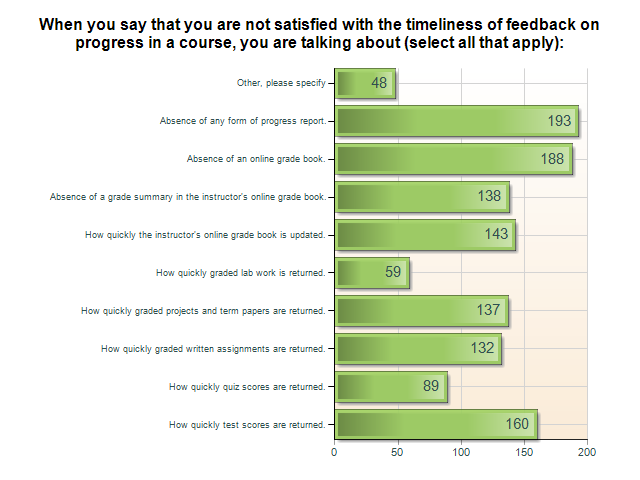 When you say that you are not satisfied with the timeliness of feedback on
progress in a course, you are talking about (select all that apply):
Other, please specify 48
Absence of any form of progress report. 193
Absence of an online grade book. 188
Absence of a grade summary in the instructor's online grade book. 138
How quickly the instructor's online grade book is updated. 143
How quickly graded lab work is returned. 59
How quickly graded projects and term papers are returned. 137
How quickly graded written assignments are returned. 132
How quickly quiz scores are returned. 89
How quickly test scores are returned. 160
0 50 100 150 200